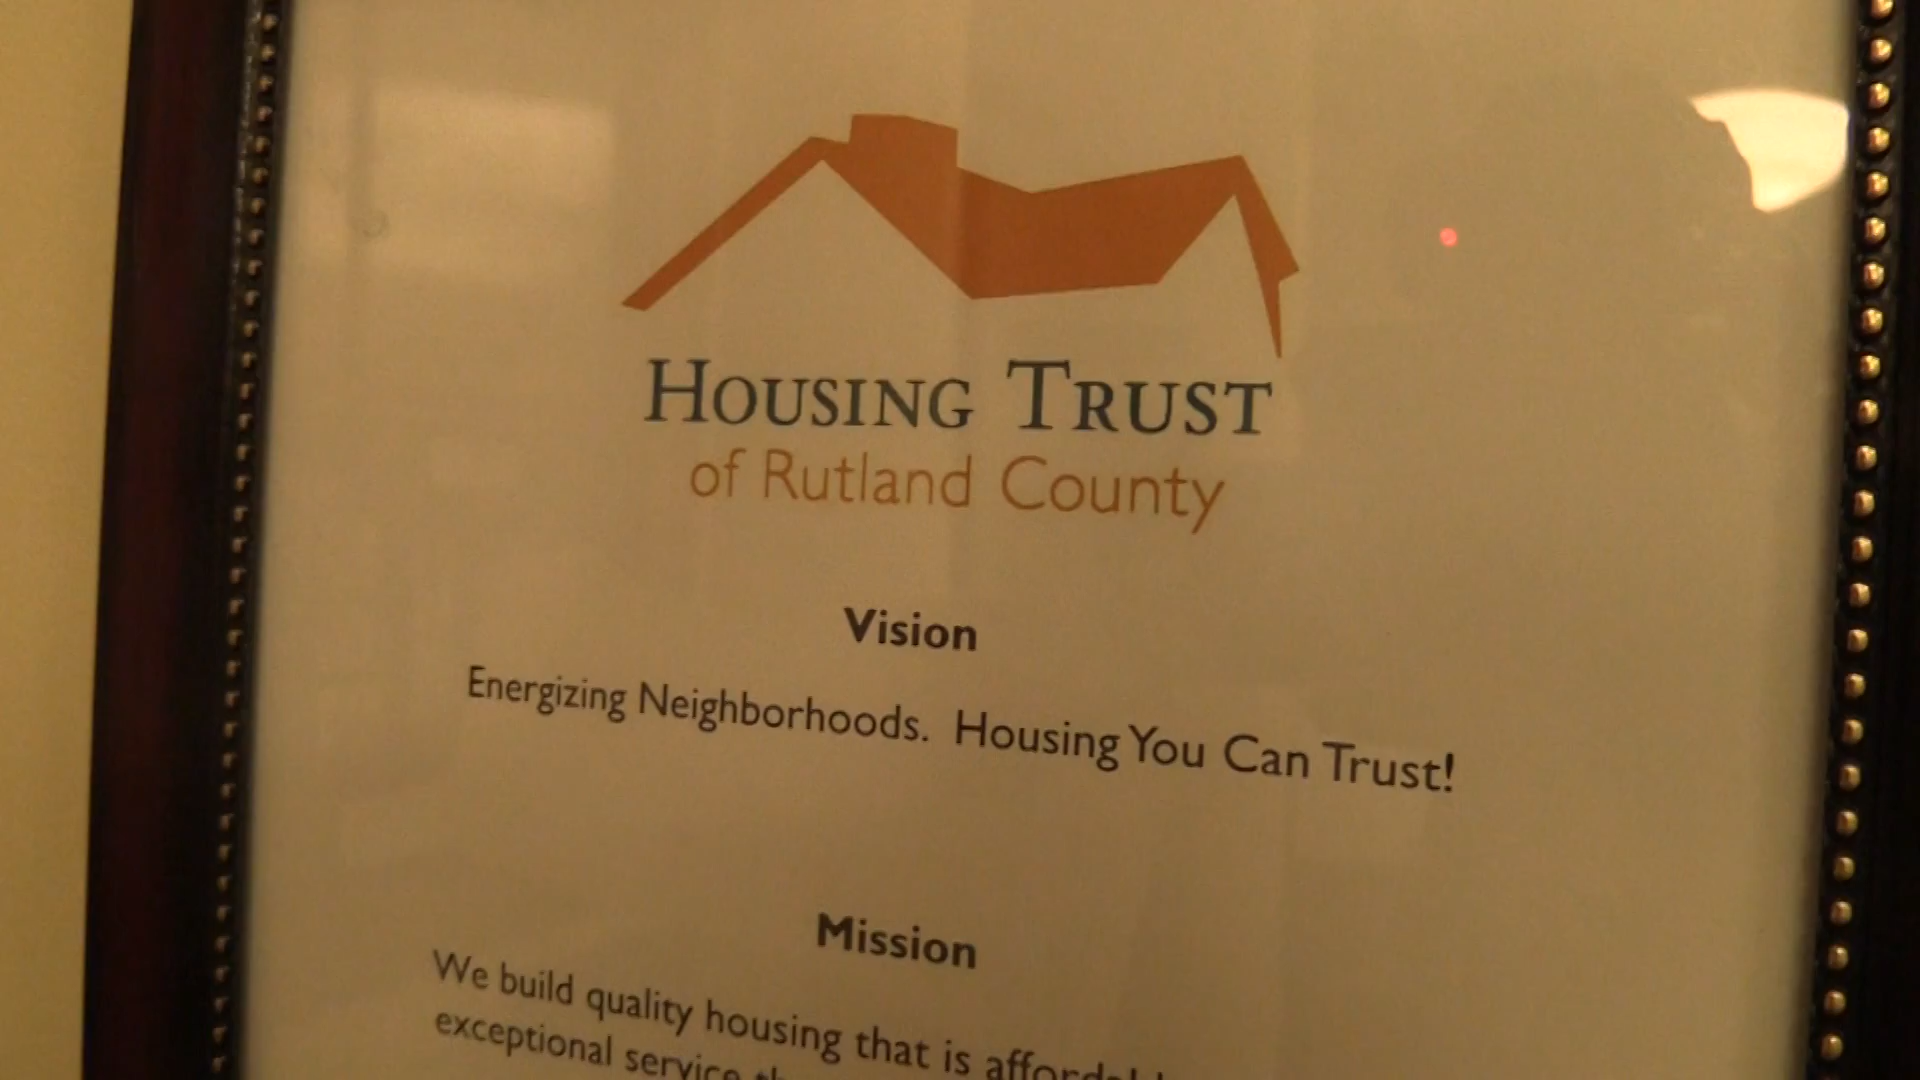 HOUSING TRUST
of Rutland County
Vision
Energizing Neighborhoods. Housing You Can Trust!
Mission
We build quality housing that is
exceptional service